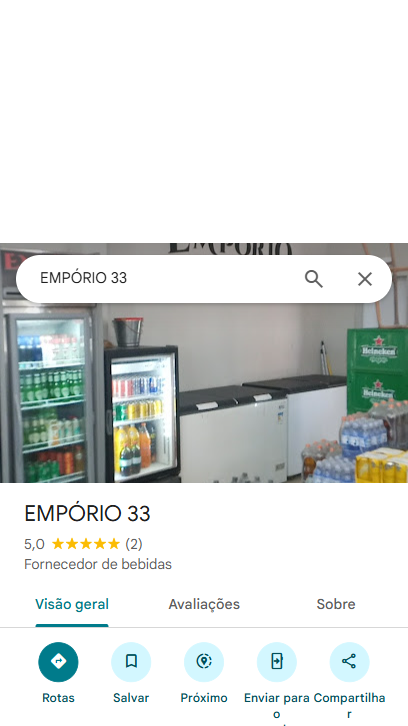 EMPÓRIO
EMPÓRIO 33
Heineken
Heineken
EMPÓRIO 33
5,0 ★★★★★ (2)
Fornecedor de bebidas
Visão geral
Avaliações
Sobre
Rotas
Salvar
Próximo
Enviar para
o
Compartilha
r